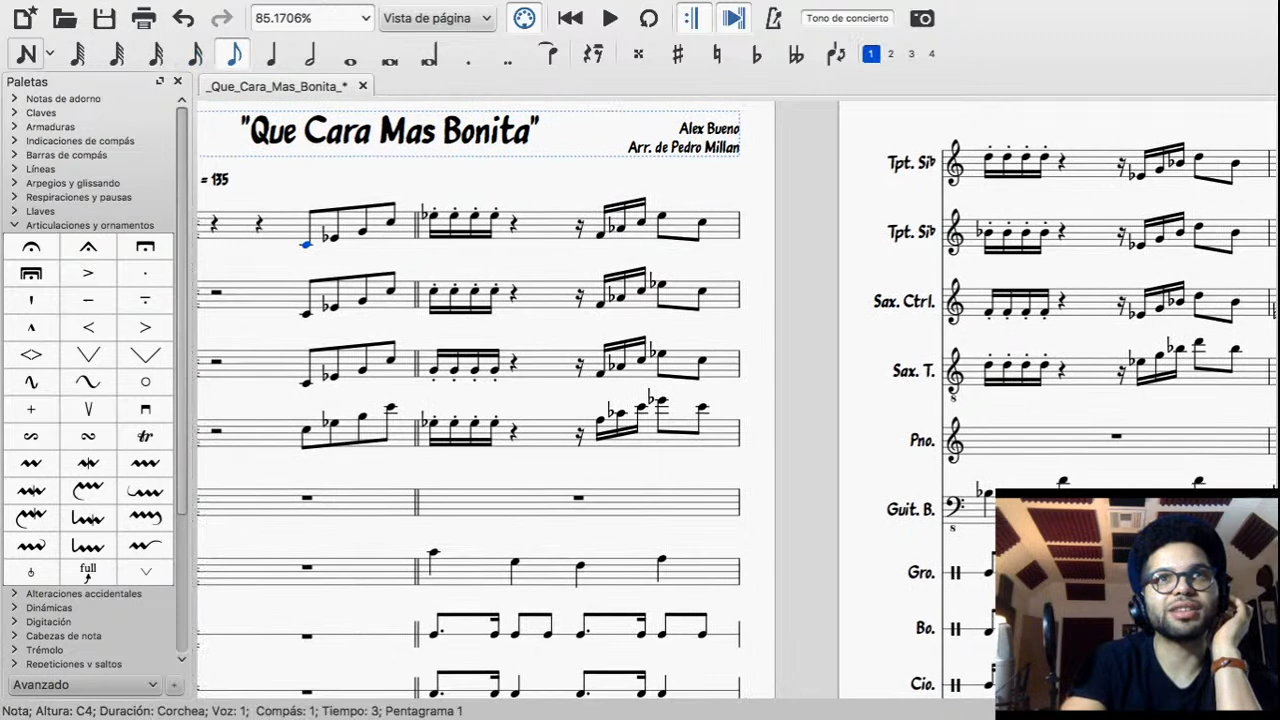 85.1706%
Vista de página
Tono de concierto
1 2 3 4
Paletas
_Que_Cara_Mas_Bonita_*
Notas de adorno
Claves
Armaduras
Indicaciones de compás
Barras de compás
Líneas
Arpegios y glissando
Respiraciones y pausas
Llaves
Articulaciones y ornamentos
tr
full
Alteraciones accidentales
Dinámicas
Digitación
Cabezas de nota
Trémolo
Repeticiones y saltos
Avanzado
+
"Que Cara Mas Bonita"
Alex Bueno
Arr. de Pedro Millan
= 135
Tpt. Si♭
Tpt. Si♭
Sax. Ctrl.
Sax. T.
8
Pno.
Guit. B.
8
Gro.
Bo.
Cio.
Nota; Altura: C4; Duración: Corchea; Voz: 1; Compás: 1; Tiempo: 3; Pentagrama 1